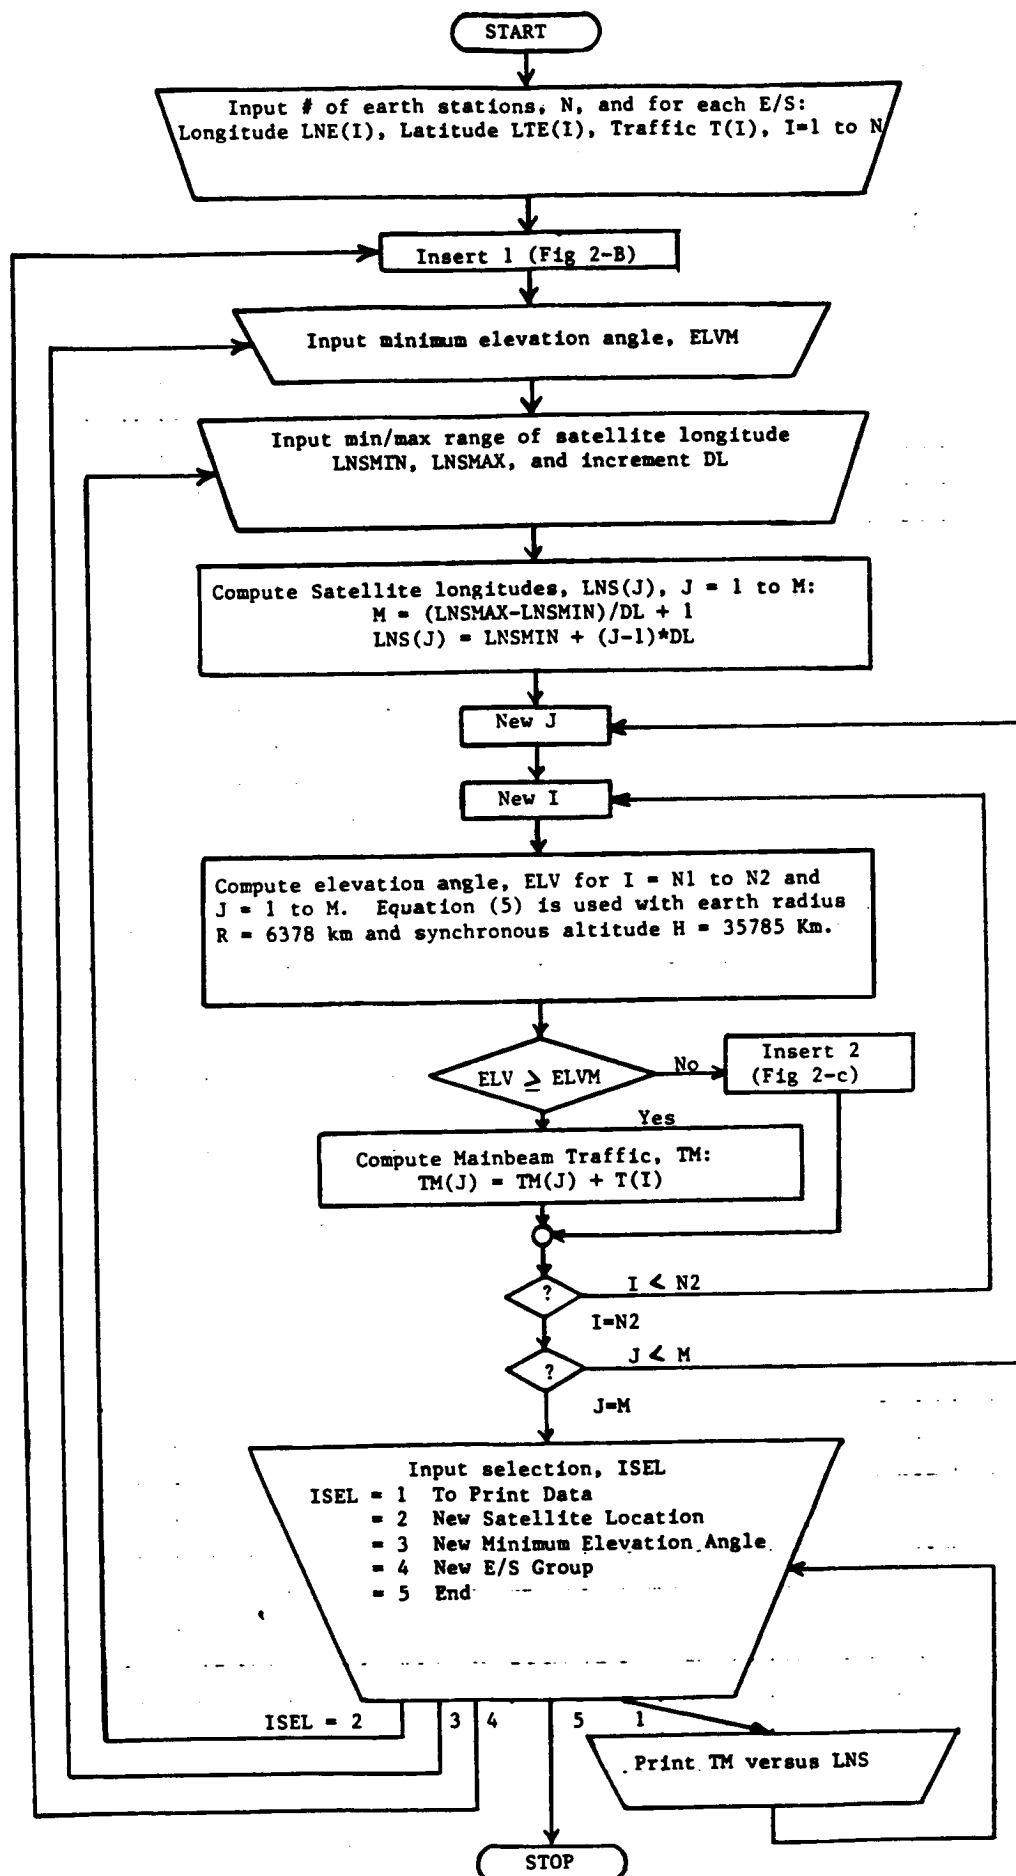 START
Input # of earth stations, N, and for each E/S:
Longitude LNE(I), Latitude LTE(I), Traffic T(I), I=1 to N
Insert 1 (Fig 2-B)
Input minimum elevation angle, ELVM
Input min/max range of satellite longitude
LNSMIN, LNSMAX, and increment DL
Compute Satellite longitudes, LNS(J), J = 1 to M:
M = (LNSMAX-LNSMIN)/DL + 1
LNS(J) = LNSMIN + (J-1)*DL
New J
New I
Compute elevation angle, ELV for I = N1 to N2 and
J = 1 to M. Equation (5) is used with earth radius
R = 6378 km and synchronous altitude H = 35785 Km.
ELV ≥ ELVM
No
Insert 2
(Fig 2-c)
Yes
Compute Mainbeam Traffic, TM:
TM(J) = TM(J) + T(I)
?
I < N2
I=N2
?
J < M
J=M
Input selection, ISEL
ISEL = 1 To Print Data
= 2 New Satellite Location
= 3 New Minimum Elevation Angle
= 4 New E/S Group
= 5 End
ISEL = 2
3
4
5
1
Print TM versus LNS
STOP